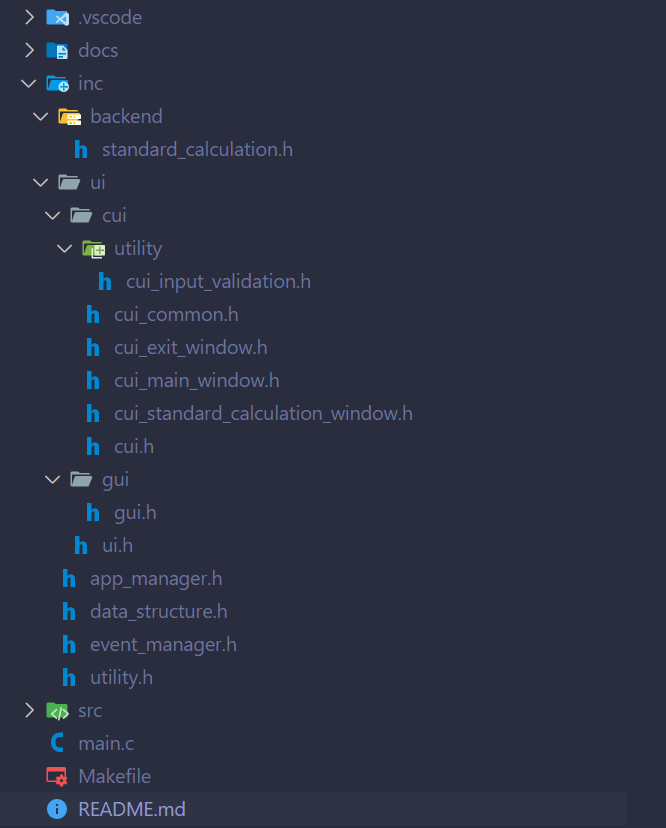 .vscode
docs
inc
backend
standard_calculation.h
ui
cui
utility
cui_input_validation.h
cui_common.h
cui_exit_window.h
cui_main_window.h
cui_standard_calculation_window.h
cui.h
gui
gui.h
ui.h
app_manager.h
data_structure.h
event_manager.h
utility.h
src
main.c
Makefile
README.md